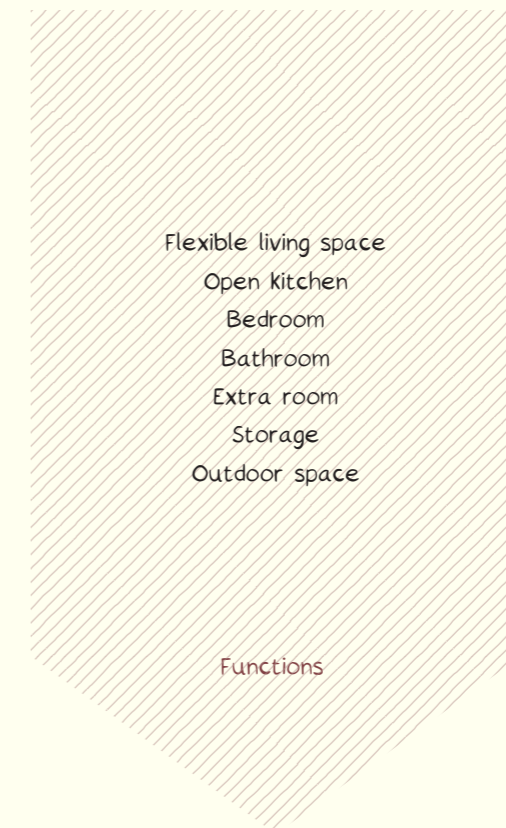 Flexible living space
Open kitchen
Bedroom
Bathroom
Extra room
Storage
Outdoor space
Functions